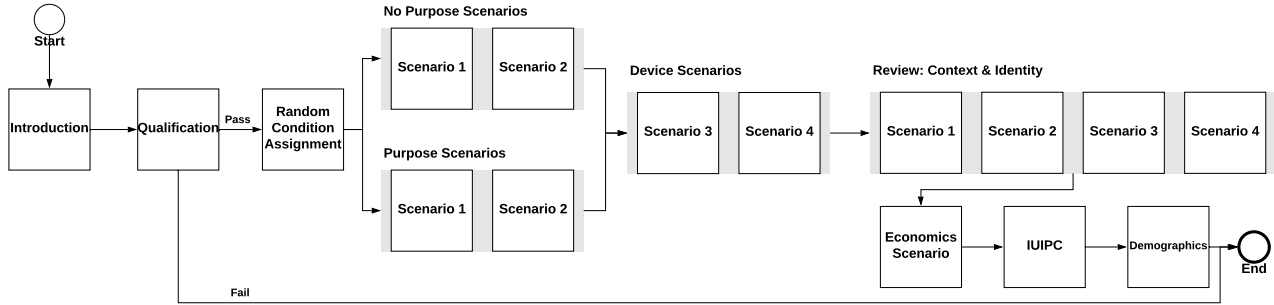 Start
Introduction
Qualification
Pass
Fail
Random
Condition
Assignment
No Purpose Scenarios
Scenario 1
Scenario 2
Purpose Scenarios
Scenario 1
Scenario 2
Device Scenarios
Scenario 3
Scenario 4
Review: Context & Identity
Scenario 1
Scenario 2
Scenario 3
Scenario 4
Economics
Scenario
IUIPC
Demographics
End